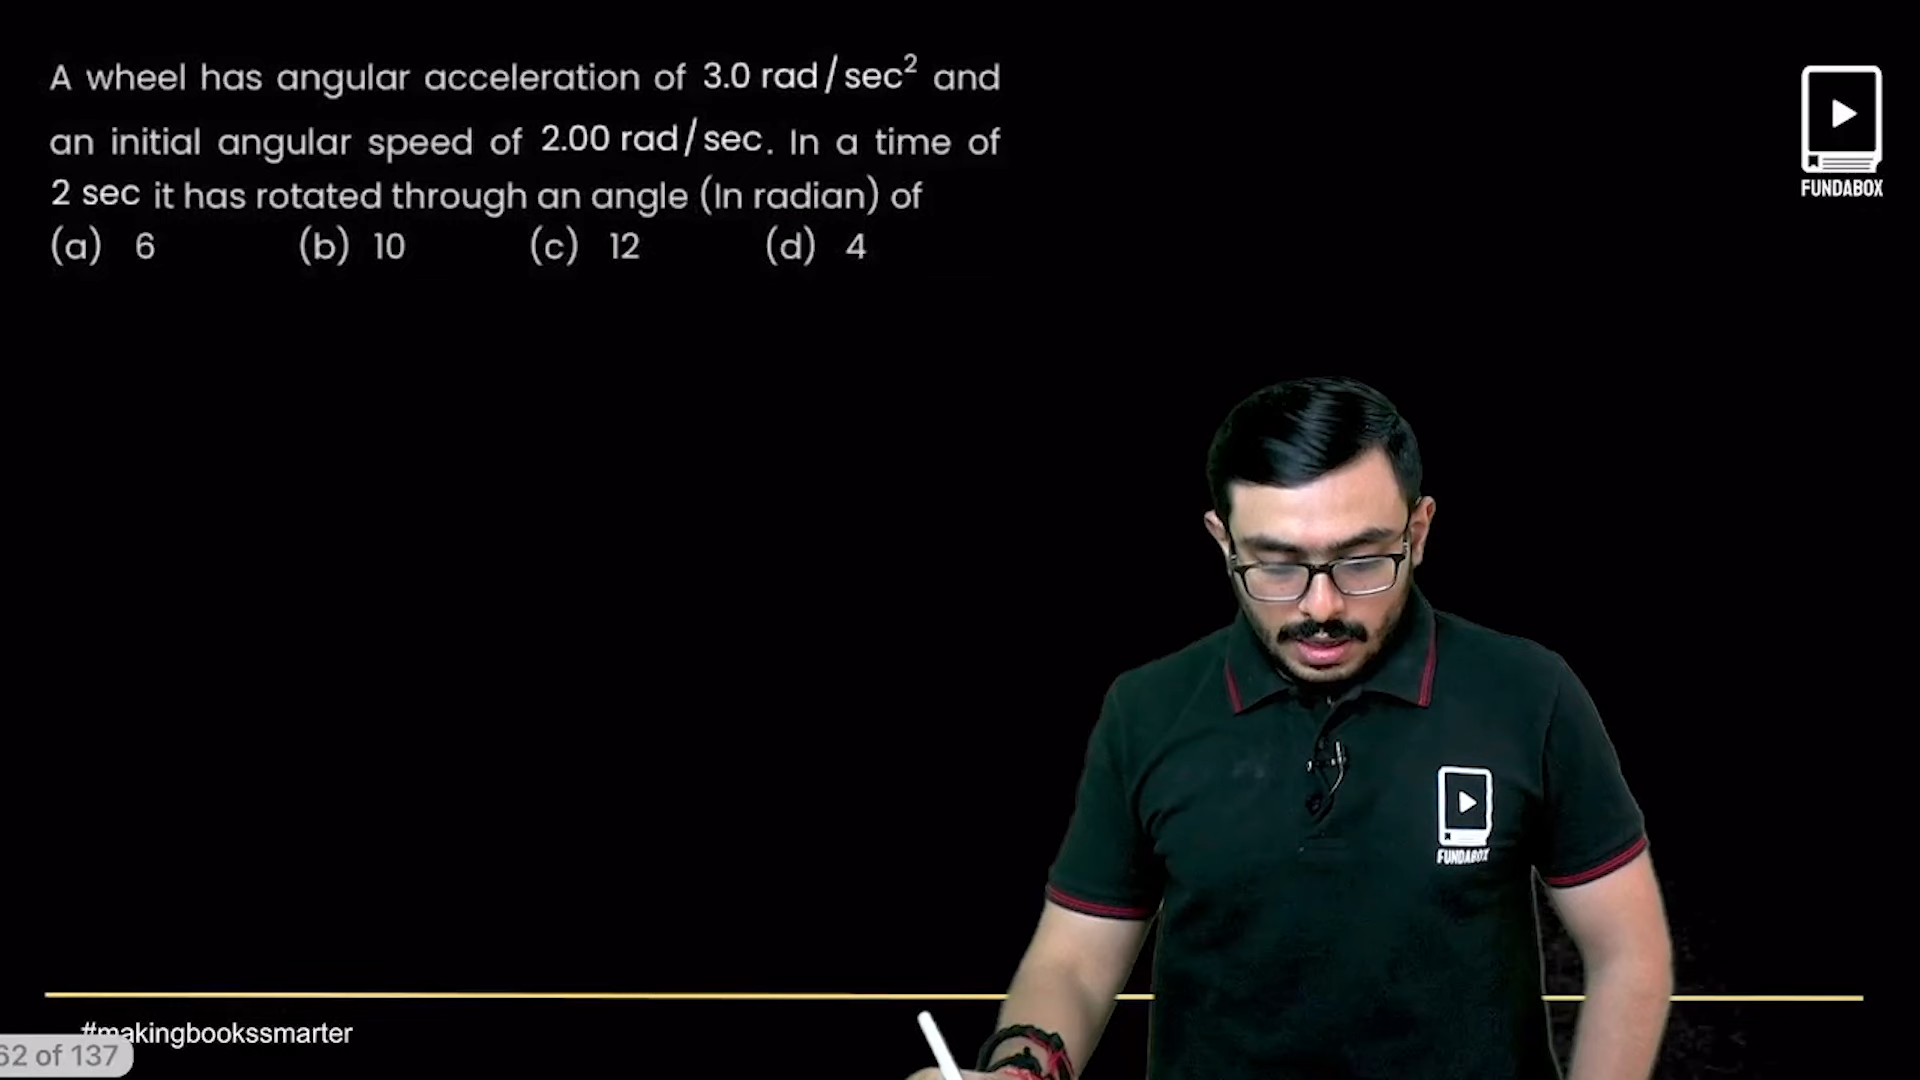 A wheel has angular acceleration of 3.0 rad/sec² and
an initial angular speed of 2.00 rad/sec. In a time of
2 sec it has rotated through an angle (In radian) of
(a) 6 (b) 10 (c) 12 (d) 4
FUNDABOX
FUNDABOX
#makingbookssmarter
62 of 137